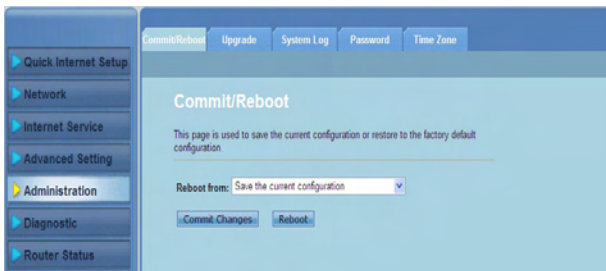 Commit/Reboot Upgrade System Log Password Time Zone
Quick Internet Setup
Network
Internet Service
Advanced Setting
Administration
Diagnostic
Router Status
Commit/Reboot
This page is used to save the current configuration or restore to the factory default
configuration.
Reboot from: Save the current configuration
Commit Changes Reboot